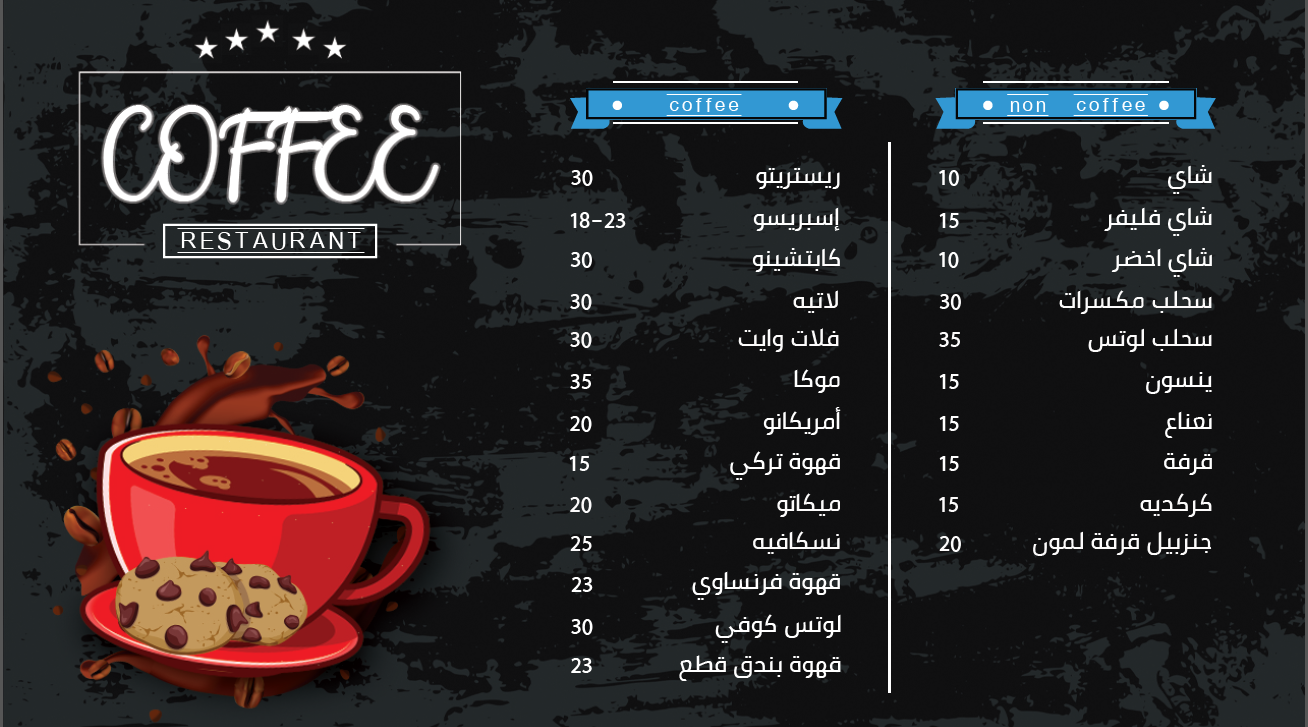 COFFEE
RESTAURANT
coffee
ريستريتو 30
إسبريسو 18-23
كابتشينو 30
لاتيه 30
فلات وايت 30
موكا 35
أمريكانو 20
قهوة تركي 15
ميكاتو 20
نسكافيه 25
قهوة فرنساوي 23
لوتس كوفي 30
قهوة بندق قطع 23
non coffee
شاي 10
شاي فليفر 15
شاي اخضر 10
سحلب مكسرات 30
سحلب لوتس 35
ينسون 15
نعناع 15
قرفة 15
كركديه 15
جنزبيل قرفة لمون 20